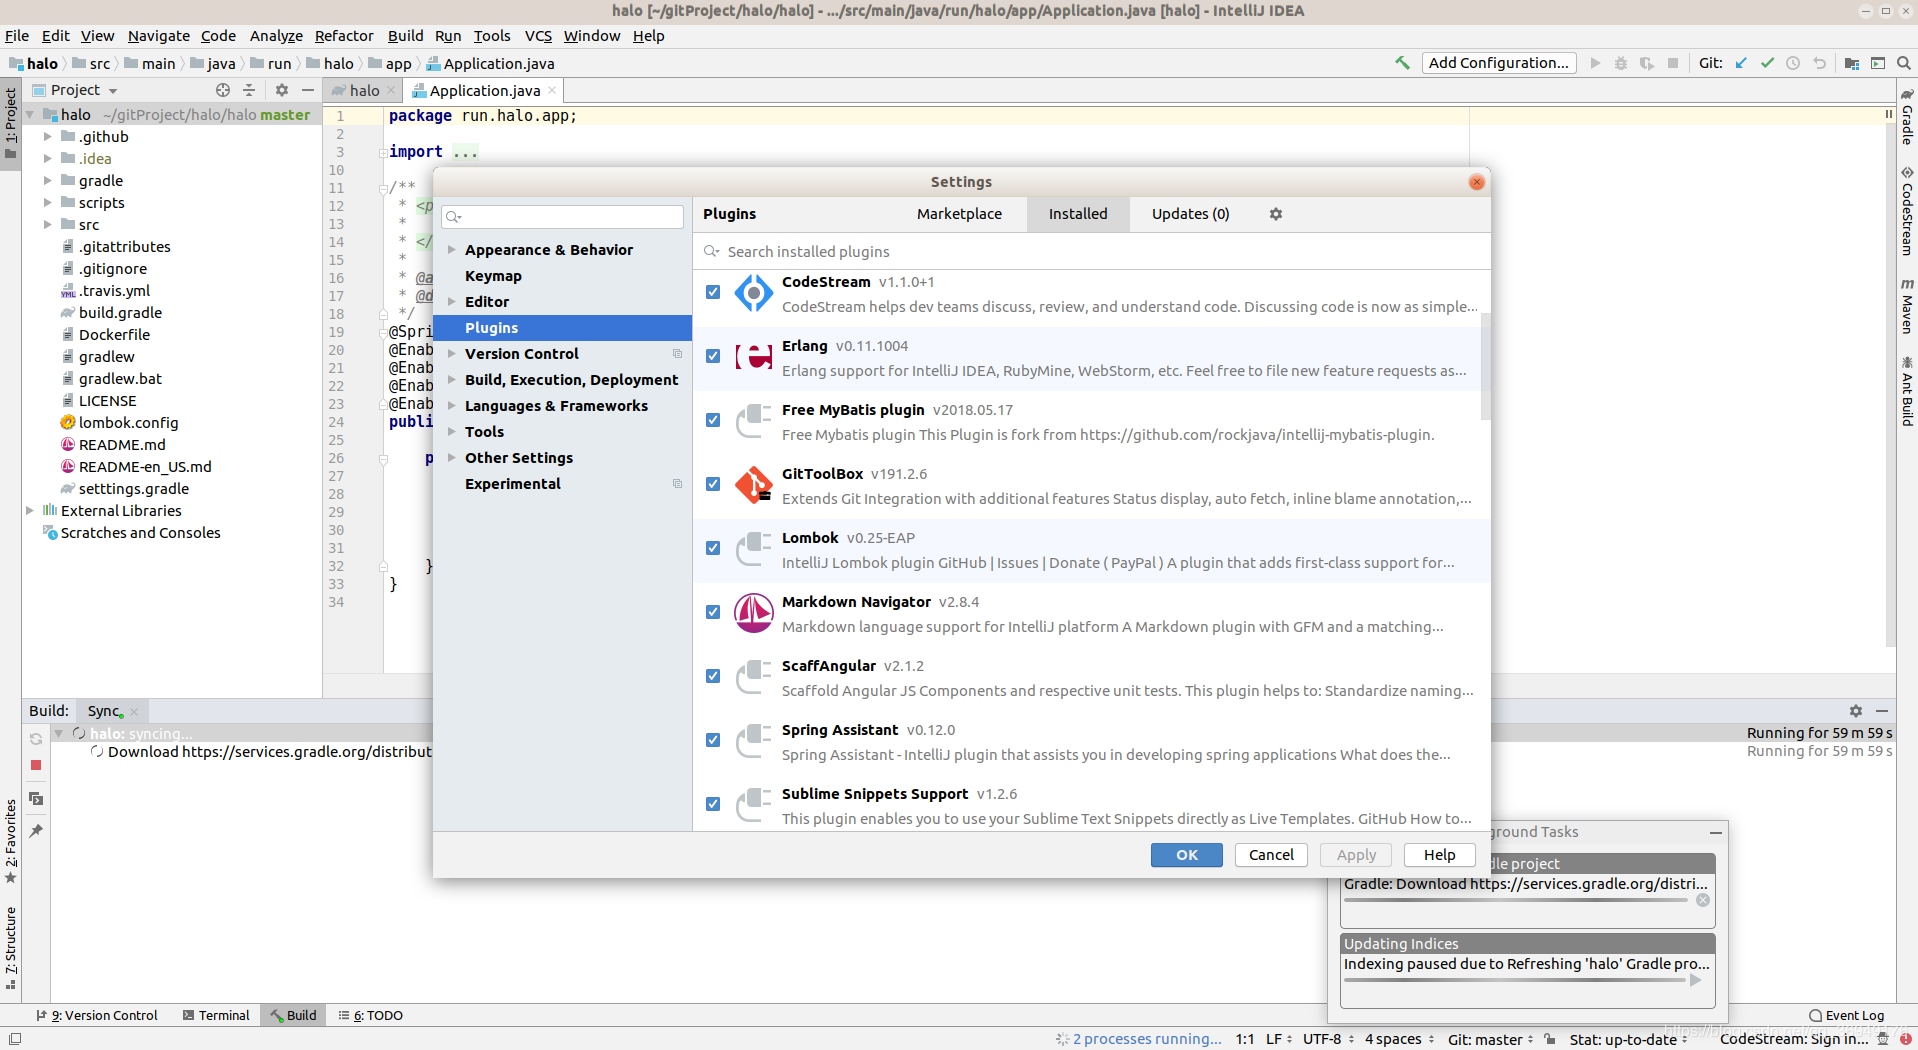 halo [~/gitProject/halo/halo] - .../src/main/java/run/halo/app/Application.java [halo] - IntelliJ IDEA
File Edit View Navigate Code Analyze Refactor Build Run Tools VCS Window Help
halo src main java run halo app Application.java
Add Configuration... Git:
Project
halo Application.java
1: Project
halo ~/gitProject/halo/halo master
.github
.idea
gradle
scripts
src
.gitattributes
.gitignore
.travis.yml
build.gradle
Dockerfile
gradlew
gradlew.bat
LICENSE
lombok.config
README.md
README-en_US.md
setttings.gradle
External Libraries
Scratches and Consoles
1 package run.halo.app;
2
3 import ...
10
11 /**
12 * <p
13 *
14 * </
15 *
16 * @a
17 * @d
18 */
19 @Spri
20 @Enab
21 @Enab
22 @Enab
23 @Enab
24 publi
25
26 p
27
28
29
30
31
32 }
33 }
34
Settings
Appearance & Behavior
Keymap
Editor
Plugins
Version Control
Build, Execution, Deployment
Languages & Frameworks
Tools
Other Settings
Experimental
Plugins Marketplace Installed Updates (0)
Search installed plugins
CodeStream v1.1.0+1
CodeStream helps dev teams discuss, review, and understand code. Discussing code is now as simple...
Erlang v0.11.1004
Erlang support for IntelliJ IDEA, RubyMine, WebStorm, etc. Feel free to file new feature requests as...
Free MyBatis plugin v2018.05.17
Free Mybatis plugin This Plugin is fork from https://github.com/rockjava/intellij-mybatis-plugin.
GitToolBox v191.2.6
Extends Git Integration with additional features Status display, auto fetch, inline blame annotation,...
Lombok v0.25-EAP
IntelliJ Lombok plugin GitHub | Issues | Donate ( PayPal ) A plugin that adds first-class support for...
Markdown Navigator v2.8.4
Markdown language support for IntelliJ platform A Markdown plugin with GFM and a matching...
ScaffAngular v2.1.2
Scaffold Angular JS Components and respective unit tests. This plugin helps to: Standardize naming...
Spring Assistant v0.12.0
Spring Assistant - IntelliJ plugin that assists you in developing spring applications What does the...
Sublime Snippets Support v1.2.6
This plugin enables you to use your Sublime Text Snippets directly as Live Templates. GitHub How to...
OK Cancel Apply Help
Gradle
CodeStream
m Maven
Ant Build
Build: Sync
halo: syncing...
Download https://services.gradle.org/distribut
Running for 59 m 59 s
Running for 59 m 59 s
2: Favorites
7: Structure
ground Tasks
dle project
Gradle: Download https://services.gradle.org/distri...
Updating Indices
Indexing paused due to Refreshing 'halo' Gradle pro...
9: Version Control Terminal Build 6: TODO
Event Log
2 processes running... 1:1 LF UTF-8 4 spaces Git: master Stat: up-to-date CodeStream: Sign in...